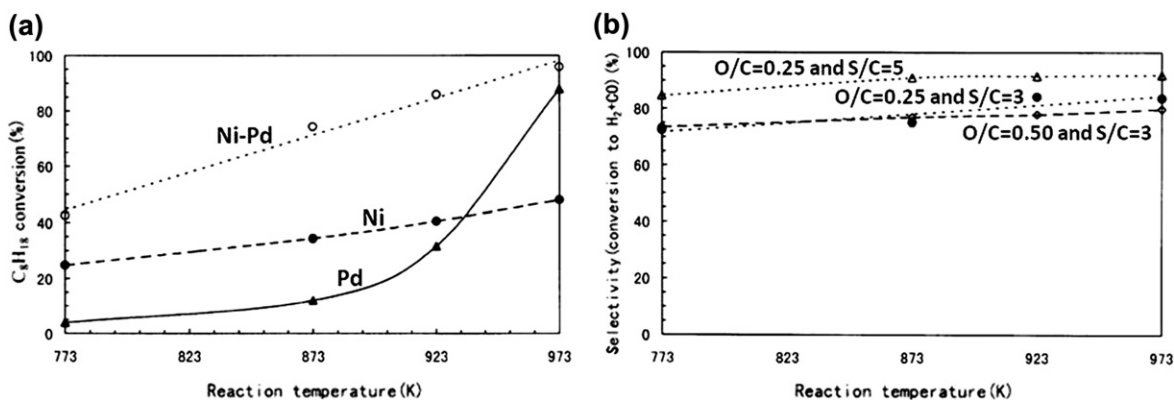 (a)
100
80
60
40
20
0
C8H18 conversion(%)
Ni-Pd
Ni
Pd
773
823
873
923
973
Reaction temperature(K)
(b)
100
80
60
40
20
0
Selectivity(conversion to H2+CO)(%)
O/C=0.25 and S/C=5
O/C=0.25 and S/C=3
O/C=0.50 and S/C=3
773
823
873
923
973
Reaction temperature(K)